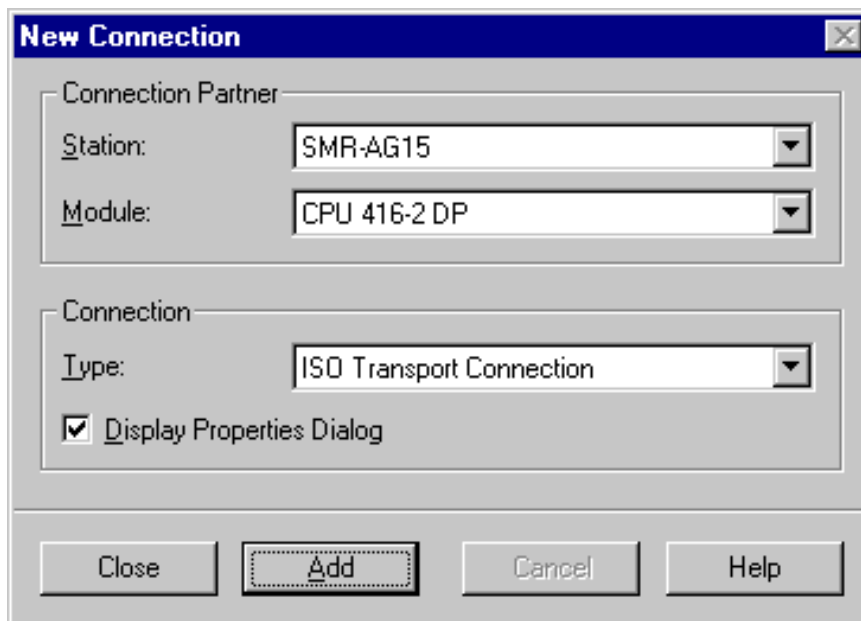 New Connection
Connection Partner
Station: SMR-AG15
Module: CPU 416-2 DP
Connection
Type: ISO Transport Connection
Display Properties Dialog
Close Add Cancel Help